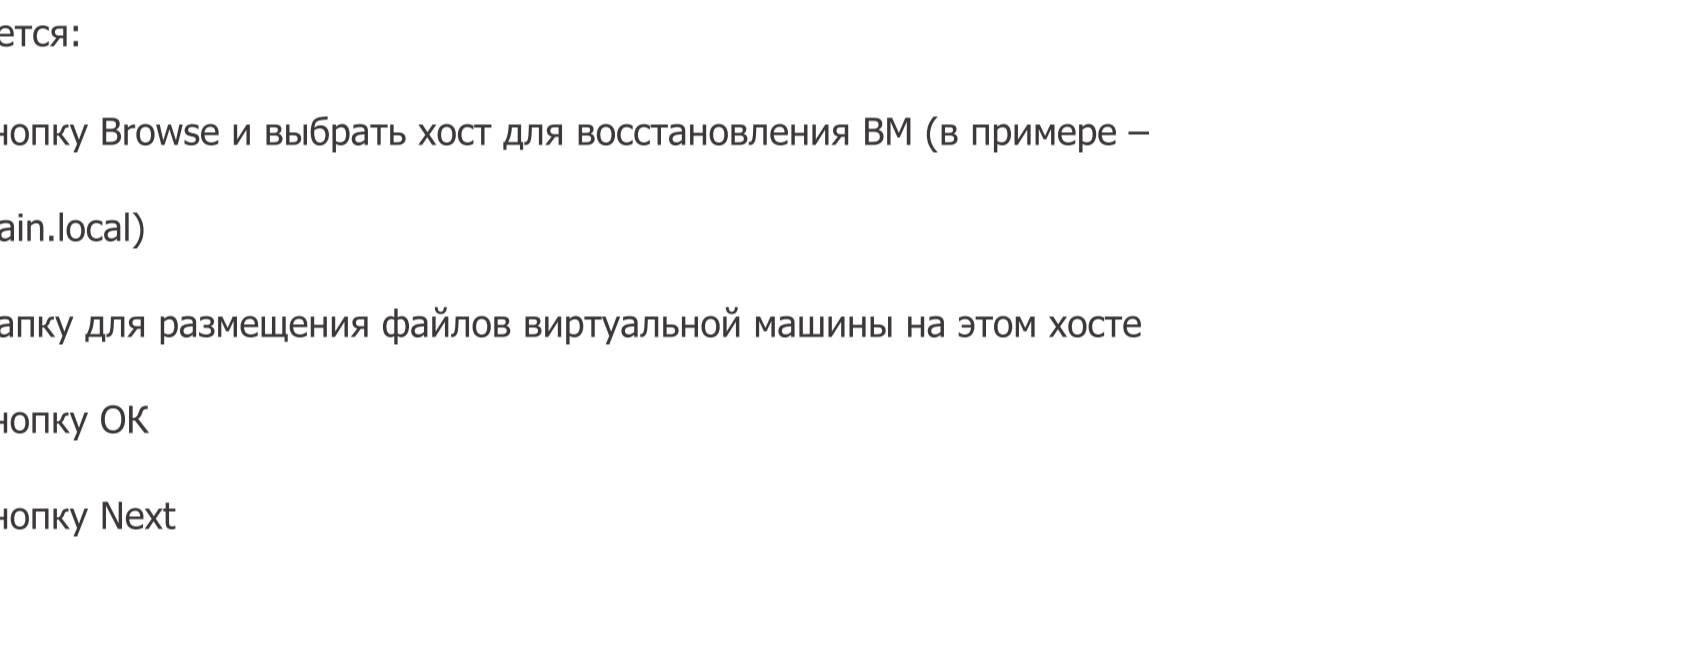 ется:
нопку Browse и выбрать хост для восстановления ВМ (в примере –
ain.local)
апку для размещения файлов виртуальной машины на этом хосте
нопку ОК
нопку Next